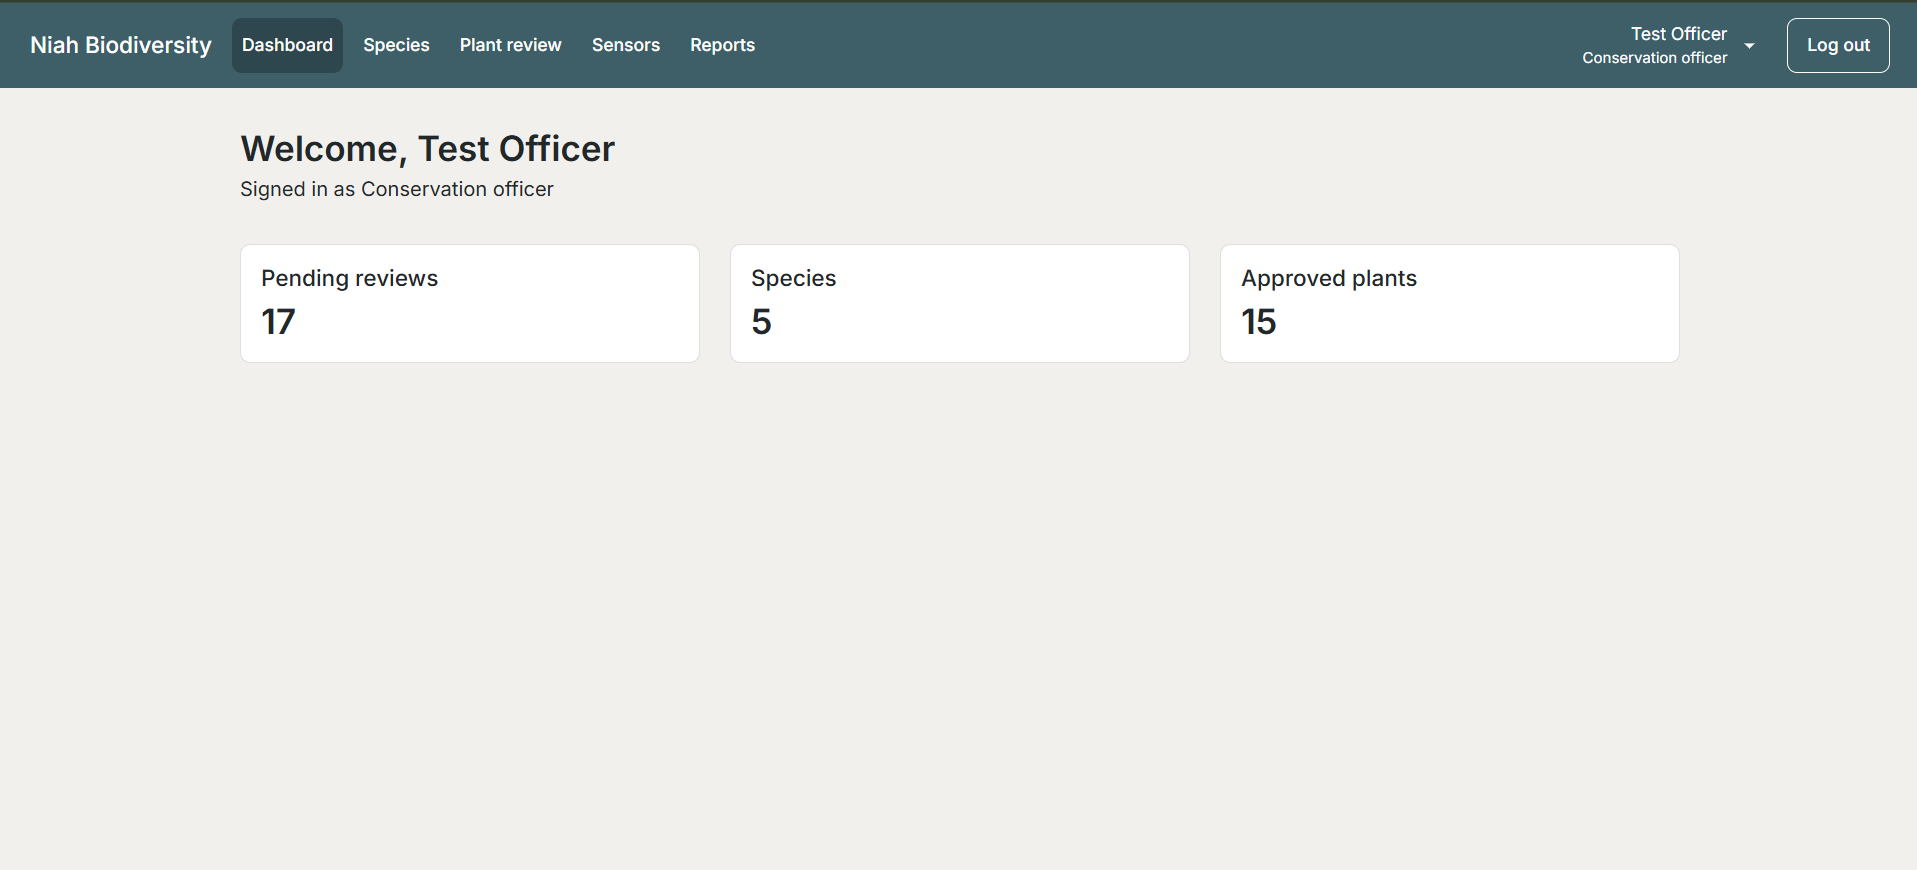 Niah Biodiversity Dashboard Species Plant review Sensors Reports Test Officer Log out
Conservation officer
Welcome, Test Officer
Signed in as Conservation officer
Pending reviews Species Approved plants
17 5 15